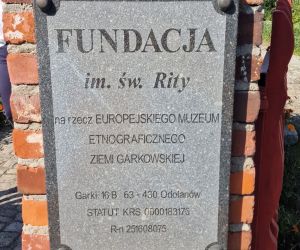 FUNDACJA
im. św. Rity
na rzecz EUROPEJSKIEGO MUZEUM
ETNOGRAFICZNEGO
ZIEMI GARKOWSKIEJ
Garki 16 B 63-430 Odolanów
STATUT KRS 0000183175
R-n 251608075